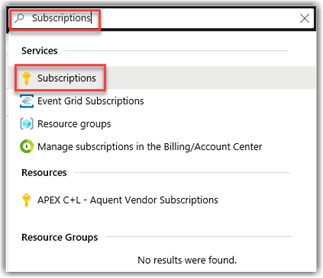 Subscriptions
Services
Subscriptions
Event Grid Subscriptions
Resource groups
Manage subscriptions in the Billing/Account Center
Resources
APEX C+L - Aquent Vendor Subscriptions
Resource Groups
No results were found.